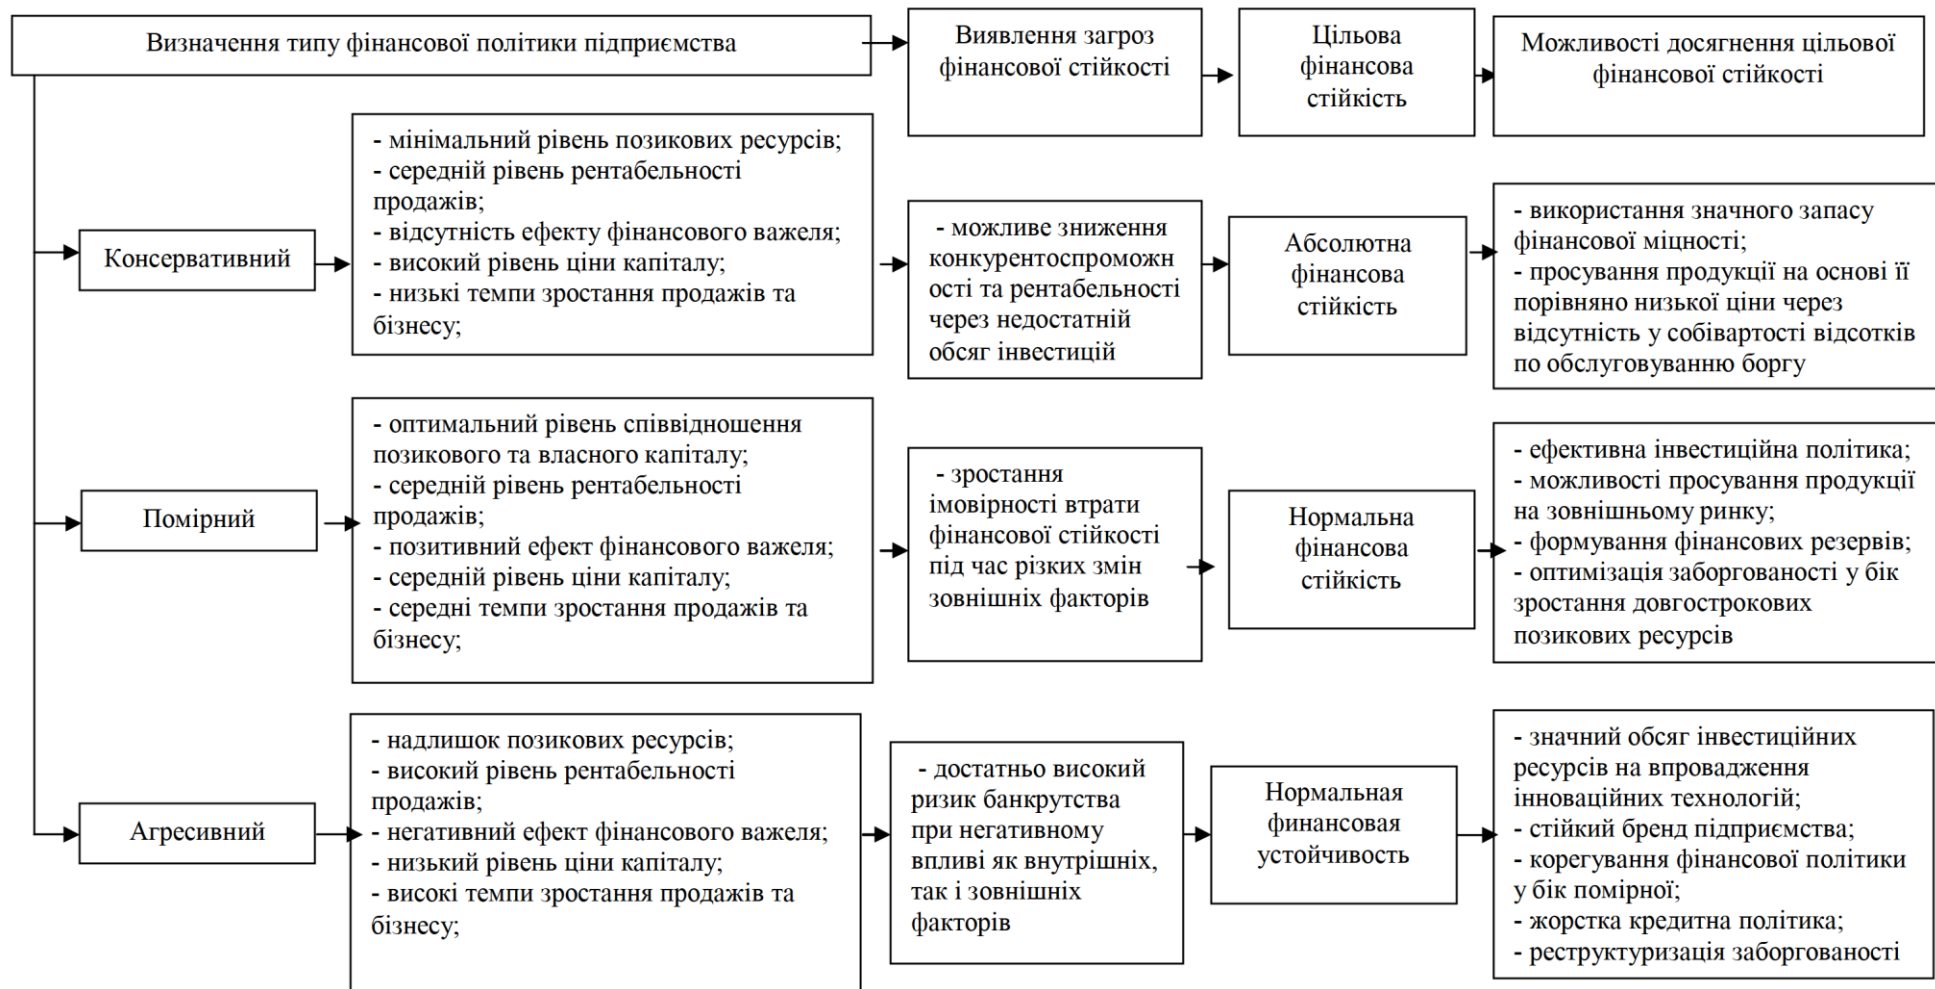 Визначення типу фінансової політики підприємства
Виявлення загроз
фінансової стійкості
Цільова
фінансова
стійкість
Можливості досягнення цільової
фінансової стійкості
Консервативний
- мінімальний рівень позикових ресурсів;
- середній рівень рентабельності
продажів;
- відсутність ефекту фінансового важеля;
- високий рівень ціни капіталу;
- низькі темпи зростання продажів та
бізнесу;
- можливе зниження
конкурентоспроможн
ості та рентабельності
через недостатній
обсяг інвестицій
Абсолютна
фінансова
стійкість
- використання значного запасу
фінансової міцності;
- просування продукції на основі її
порівняно низької ціни через
відсутність у собівартості відсотків
по обслуговуванню боргу
Помірний
- оптимальний рівень співвідношення
позикового та власного капіталу;
- середній рівень рентабельності
продажів;
- позитивний ефект фінансового важеля;
- середній рівень ціни капіталу;
- середні темпи зростання продажів та
бізнесу;
- зростання
імовірності втрати
фінансової стійкості
під час різких змін
зовнішніх факторів
Нормальна
фінансова
стійкість
- ефективна інвестиційна політика;
- можливості просування продукції
на зовнішньому ринку;
- формування фінансових резервів;
- оптимізація заборгованості у бік
зростання довгострокових
позикових ресурсів
Агресивний
- надлишок позикових ресурсів;
- високий рівень рентабельності
продажів;
- негативний ефект фінансового важеля;
- низький рівень ціни капіталу;
- високі темпи зростання продажів та
бізнесу;
- достатньо високий
ризик банкрутства
при негативному
впливі як внутрішніх,
так і зовнішніх
факторів
Нормальная
финансовая
устойчивость
- значний обсяг інвестиційних
ресурсів на впровадження
інноваційних технологій;
- стійкий бренд підприємства;
- корегування фінансової політики
у бік помірної;
- жорстка кредитна політика;
- реструктуризація заборгованості